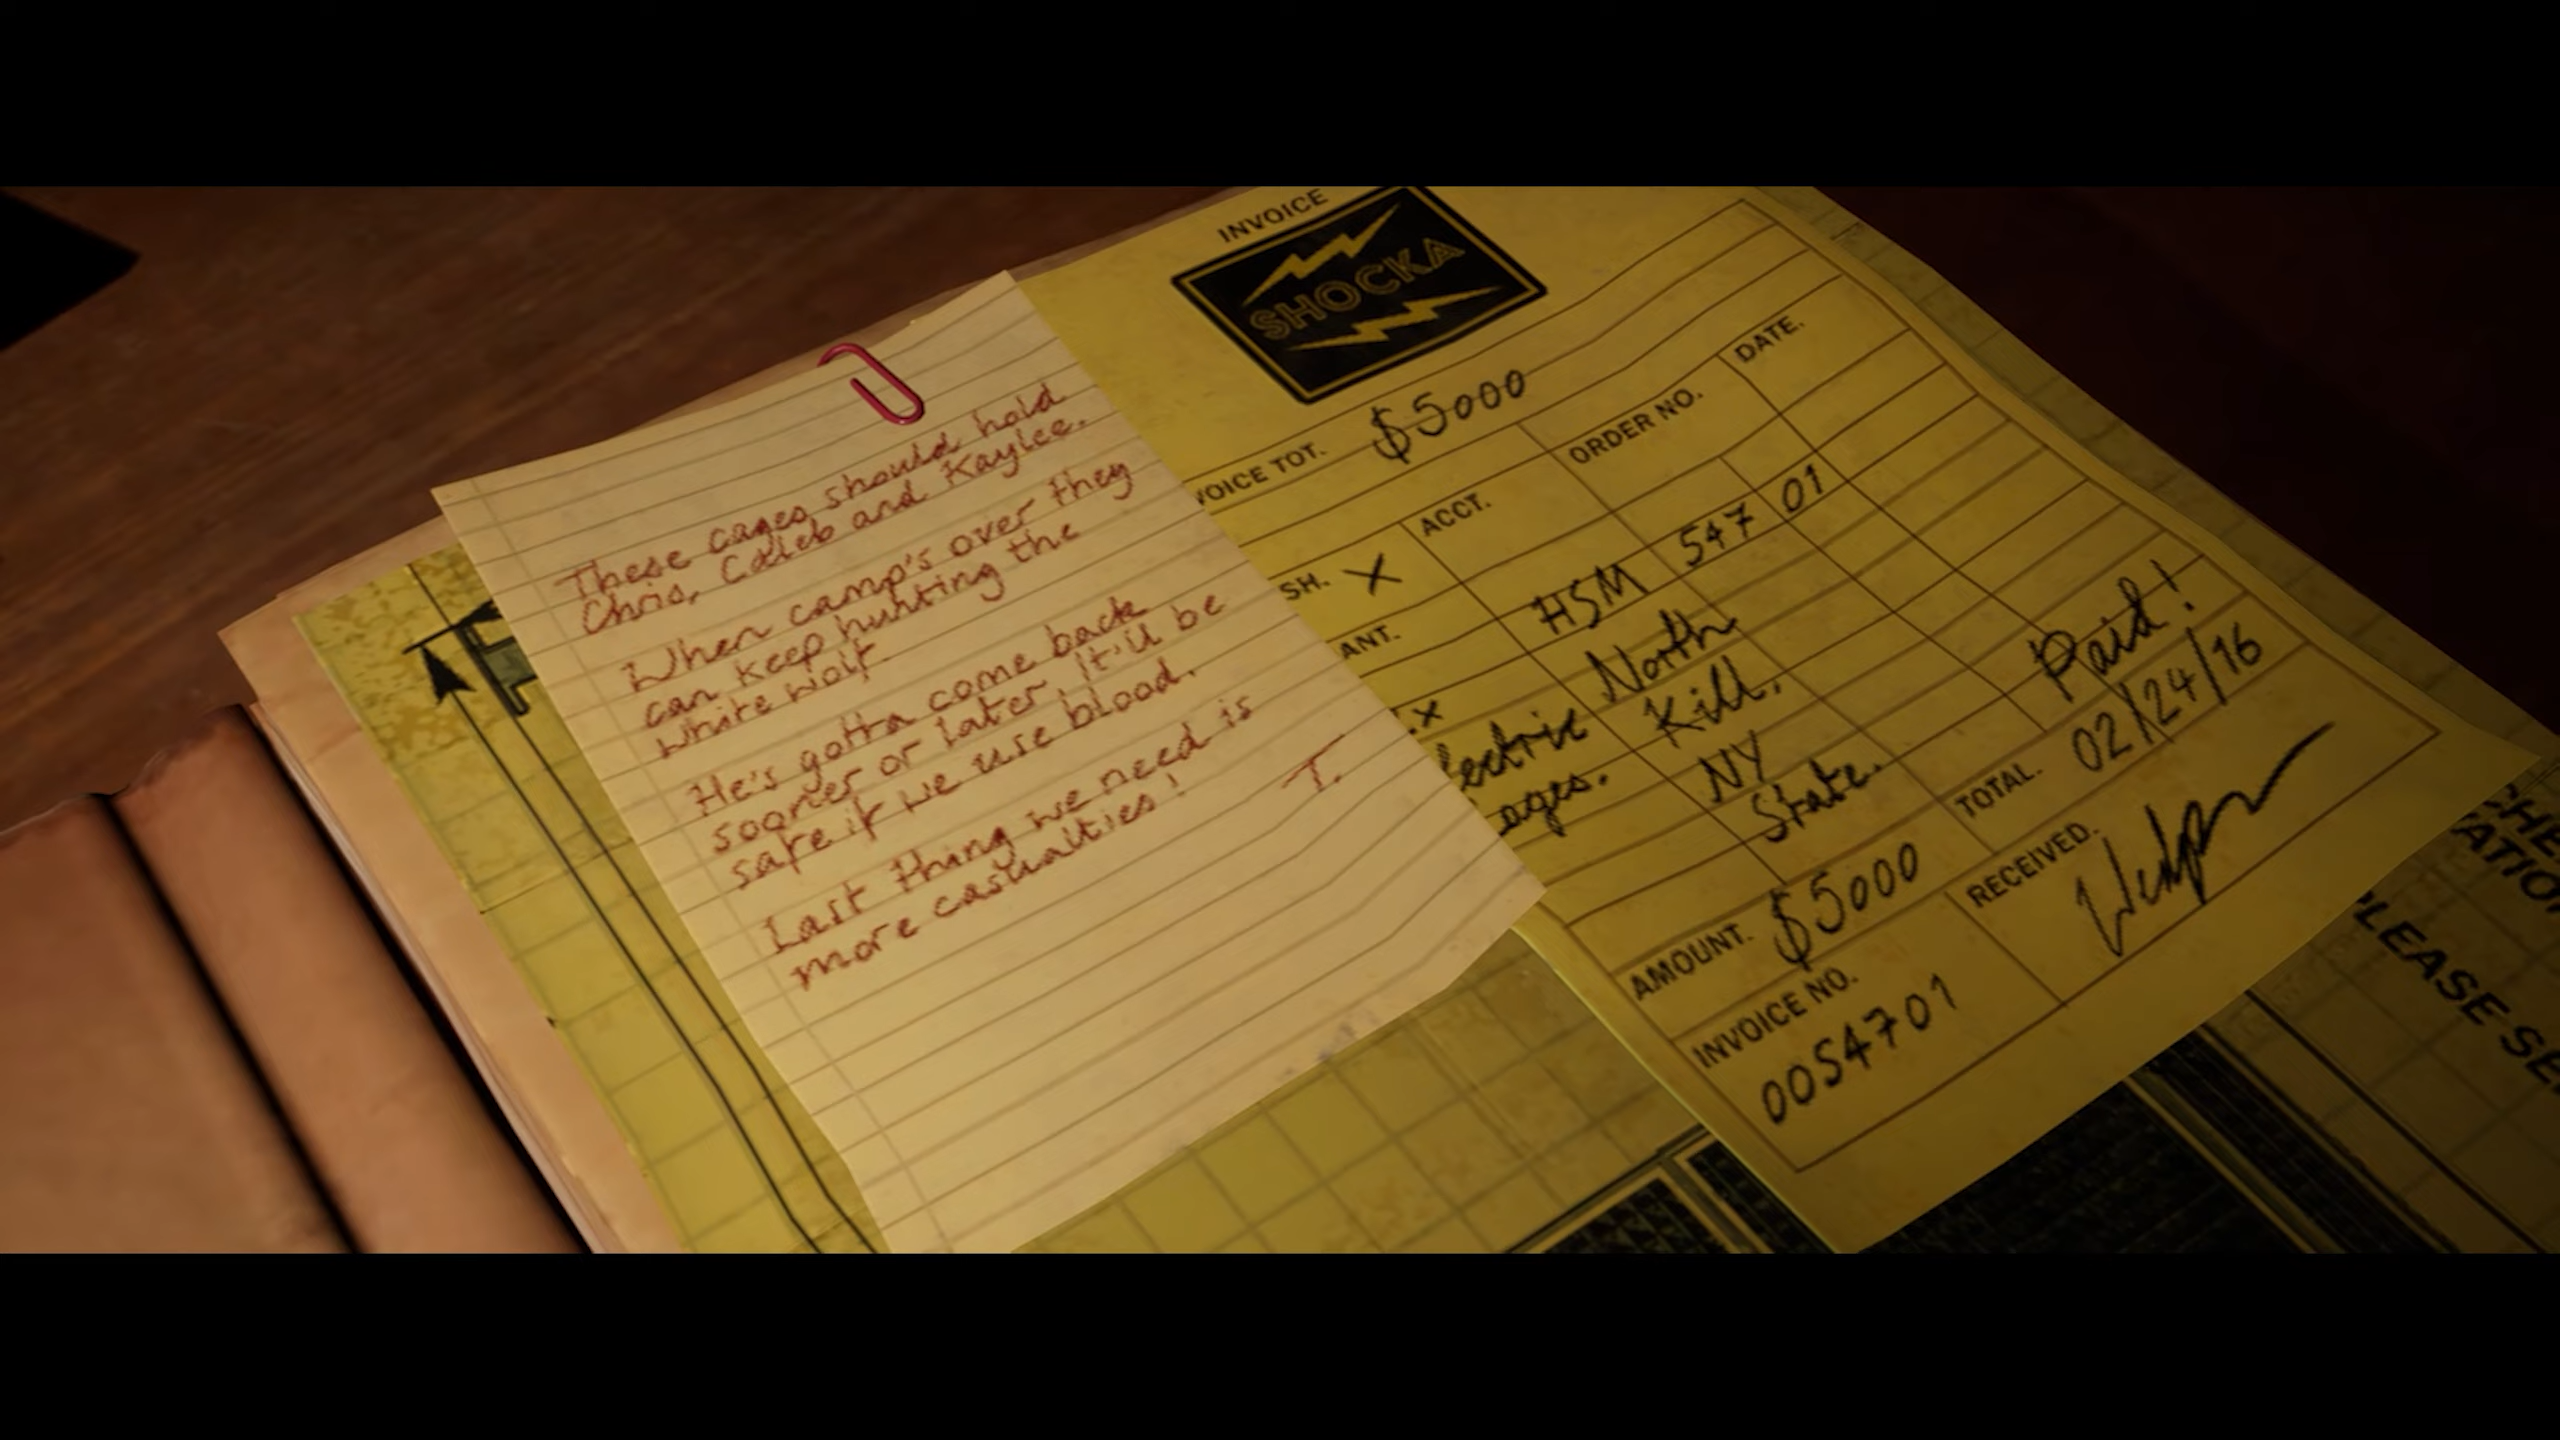 These cages should hold
Chris, Caleb and Kaylee.
When camp's over they
can keep hunting the
white wolf.
He's gotta come back
sooner or later, it'll be
safe if we use blood.
Last thing we need is
more casualties!
T.
INVOICE
SHOCKA
VOICE TOT. $5000
SH. X ACCT. ORDER NO. DATE.
ANT. HSM 547 01
.x North
lectric Kill,
ages. NY
State.
Paid!
AMOUNT. $5000 TOTAL. 02/24/16
INVOICE NO. RECEIVED.
0054701
LEASE SE